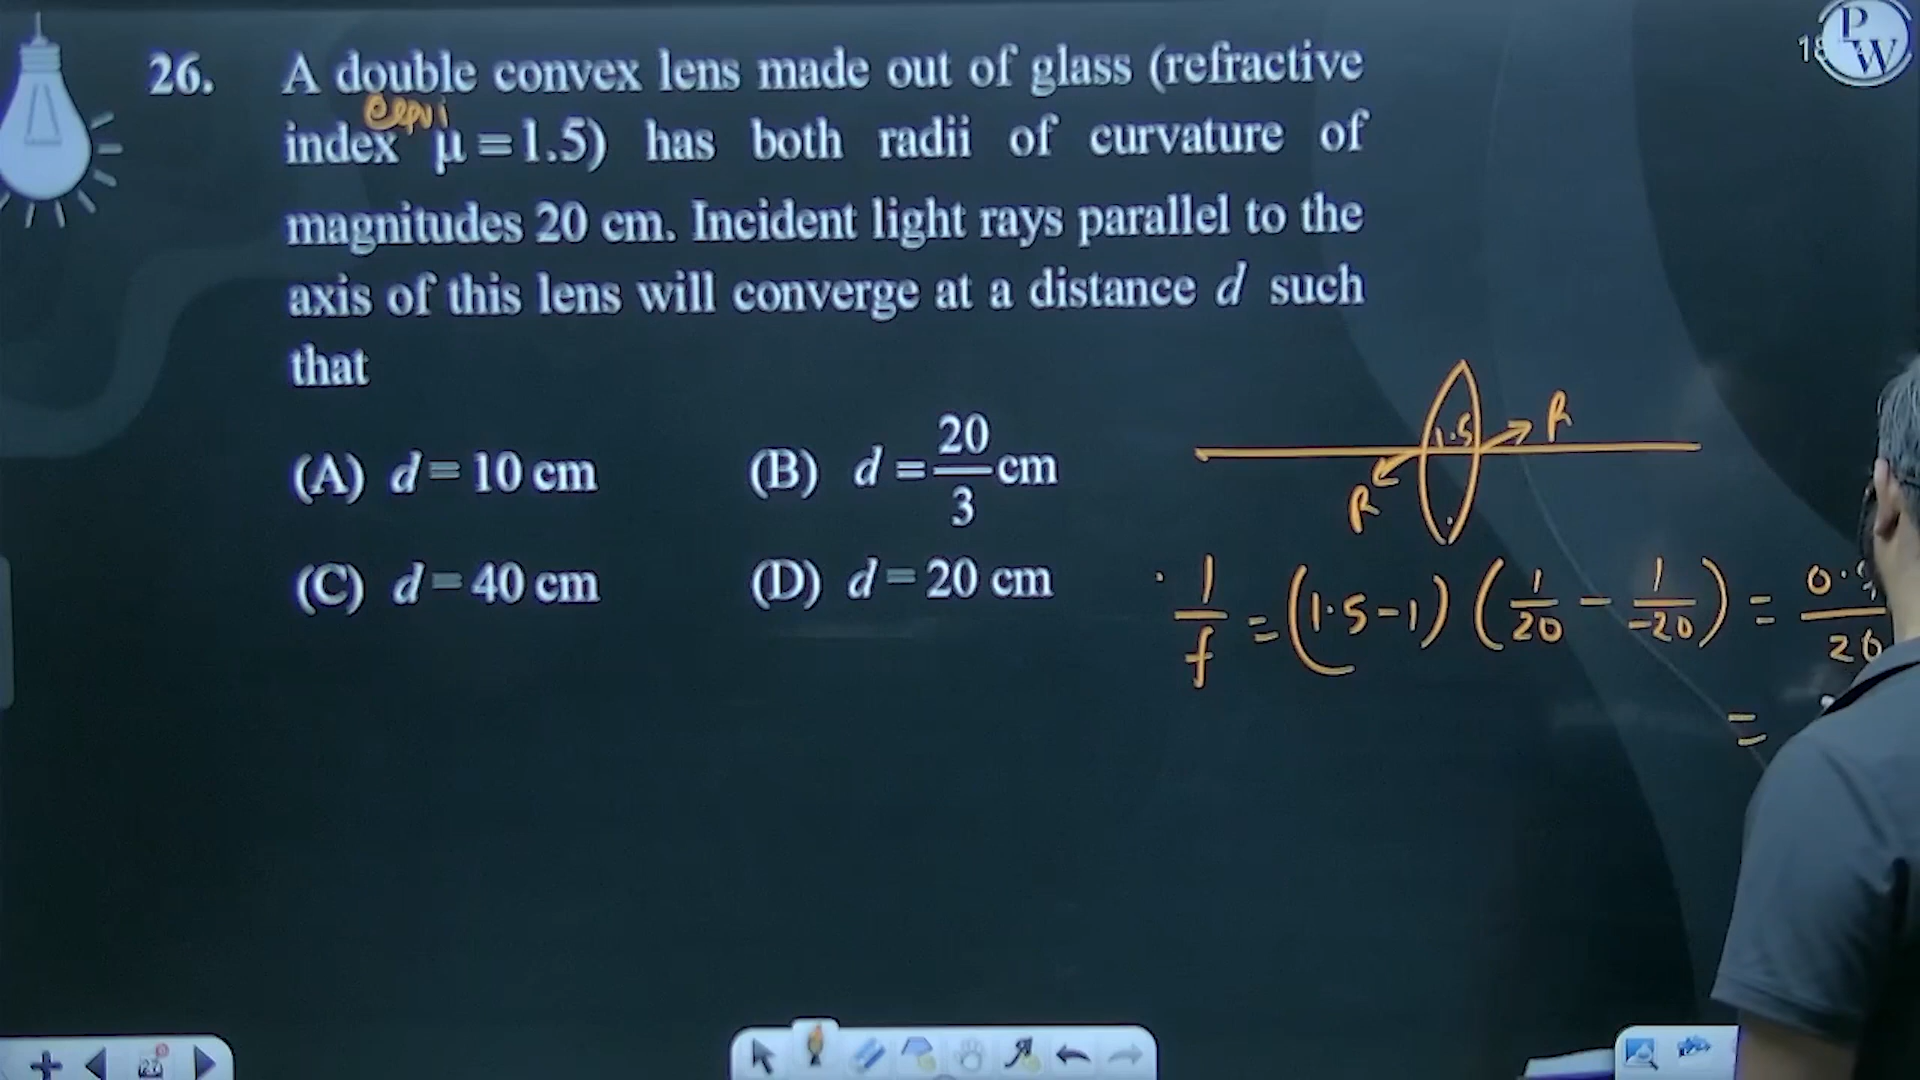 26. A double convex lens made out of glass (refractive
index μ = 1.5) has both radii of curvature of
magnitudes 20 cm. Incident light rays parallel to the
axis of this lens will converge at a distance d such
that
(A) d = 10 cm (B) d = 20/3 cm
(C) d = 40 cm (D) d = 20 cm
1.5 R
R
1/f = (1.5-1) (1/20 - 1/-20) =
=
PW